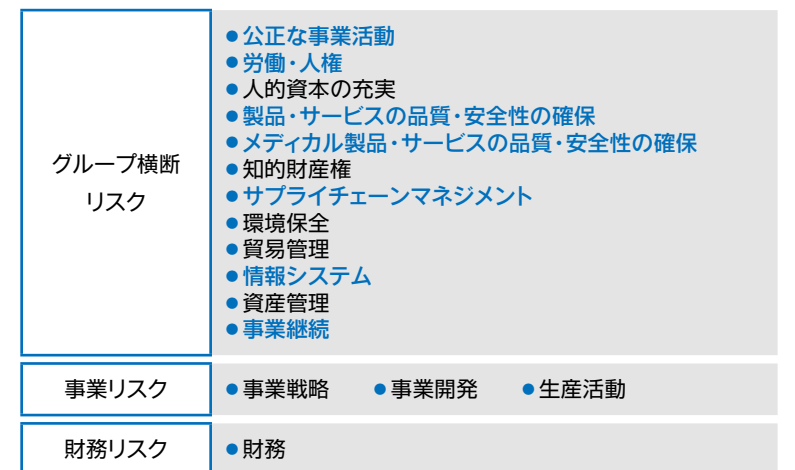 グループ横断
リスク
●公正な事業活動
●労働・人権
●人的資本の充実
●製品・サービスの品質・安全性の確保
●メディカル製品・サービスの品質・安全性の確保
●知的財産権
●サプライチェーンマネジメント
●環境保全
●貿易管理
●情報システム
●資産管理
●事業継続
事業リスク ●事業戦略 ●事業開発 ●生産活動
財務リスク ●財務